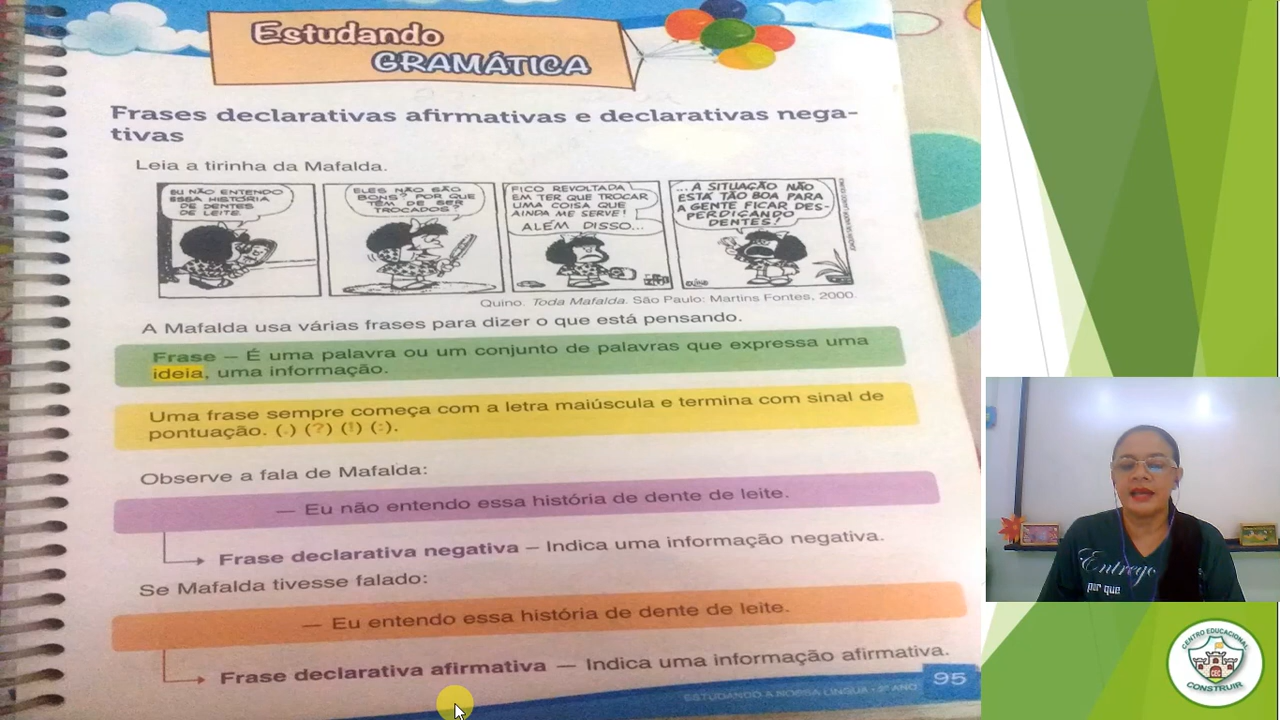 Estudando
GRAMÁTICA
Frases declarativas afirmativas e declarativas nega-
tivas
Leia a tirinha da Mafalda.
EU NÃO ENTENDO
ESSA HISTÓRIA
DE DENTES
DE LEITE.
ELES NÃO SÃO
BONS? POR QUE
TÊM DE SER
TROCADOS?
FICO REVOLTADA
EM TER QUE TROCAR
UMA COISA QUE
AINDA ME SERVE!
ALÉM DISSO...
...A SITUAÇÃO NÃO
ESTÁ TÃO BOA PARA
A GENTE FICAR DES-
PERDIÇANDO
DENTES!
Quino. Toda Mafalda. São Paulo: Martins Fontes, 2000.
A Mafalda usa várias frases para dizer o que está pensando.
Frase – É uma palavra ou um conjunto de palavras que expressa uma
ideia, uma informação.
Uma frase sempre começa com a letra maiúscula e termina com sinal de
pontuação. (.) (?) (!) (:).
Observe a fala de Mafalda:
— Eu não entendo essa história de dente de leite.
Frase declarativa negativa – Indica uma informação negativa.
Se Mafalda tivesse falado:
— Eu entendo essa história de dente de leite.
Frase declarativa afirmativa — Indica uma informação afirmativa.
ESTUDANDO A NOSSA LÍNGUA • 3º ANO 95
Entrego
por que
CENTRO EDUCACIONAL
CEC
CONSTRUIR